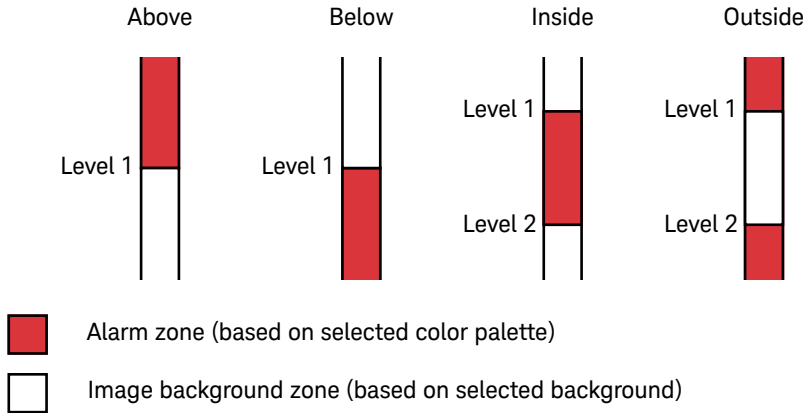 Above Below Inside Outside
Level 1 Level 1
Level 1 Level 1
Level 2 Level 2
Alarm zone (based on selected color palette)
Image background zone (based on selected background)